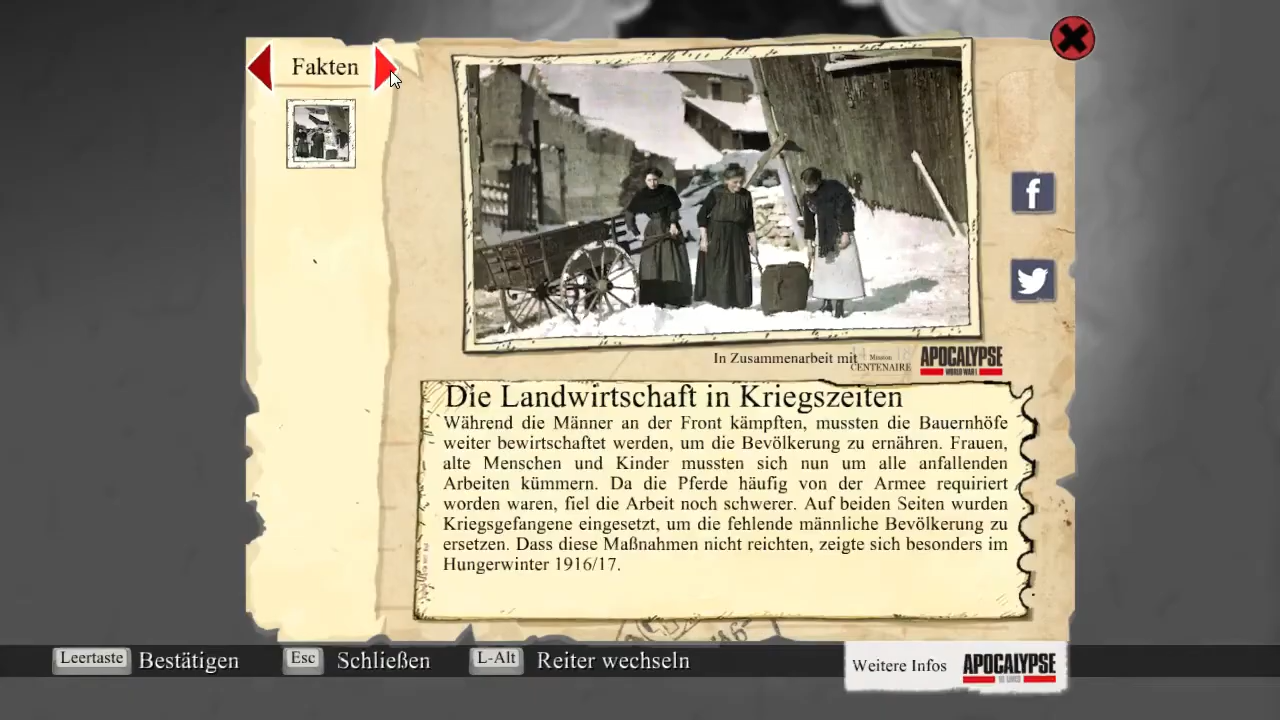 Fakten
In Zusammenarbeit mit
Mission
CENTENAIRE
APOCALYPSE
WORLD WAR I
Die Landwirtschaft in Kriegszeiten
Während die Männer an der Front kämpften, mussten die Bauernhöfe
weiter bewirtschaftet werden, um die Bevölkerung zu ernähren. Frauen,
alte Menschen und Kinder mussten sich nun um alle anfallenden
Arbeiten kümmern. Da die Pferde häufig von der Armee requiriert
worden waren, fiel die Arbeit noch schwerer. Auf beiden Seiten wurden
Kriegsgefangene eingesetzt, um die fehlende männliche Bevölkerung zu
ersetzen. Dass diese Maßnahmen nicht reichten, zeigte sich besonders im
Hungerwinter 1916/17.
Leertaste Bestätigen Esc Schließen L-Alt Reiter wechseln
Weitere Infos APOCALYPSE